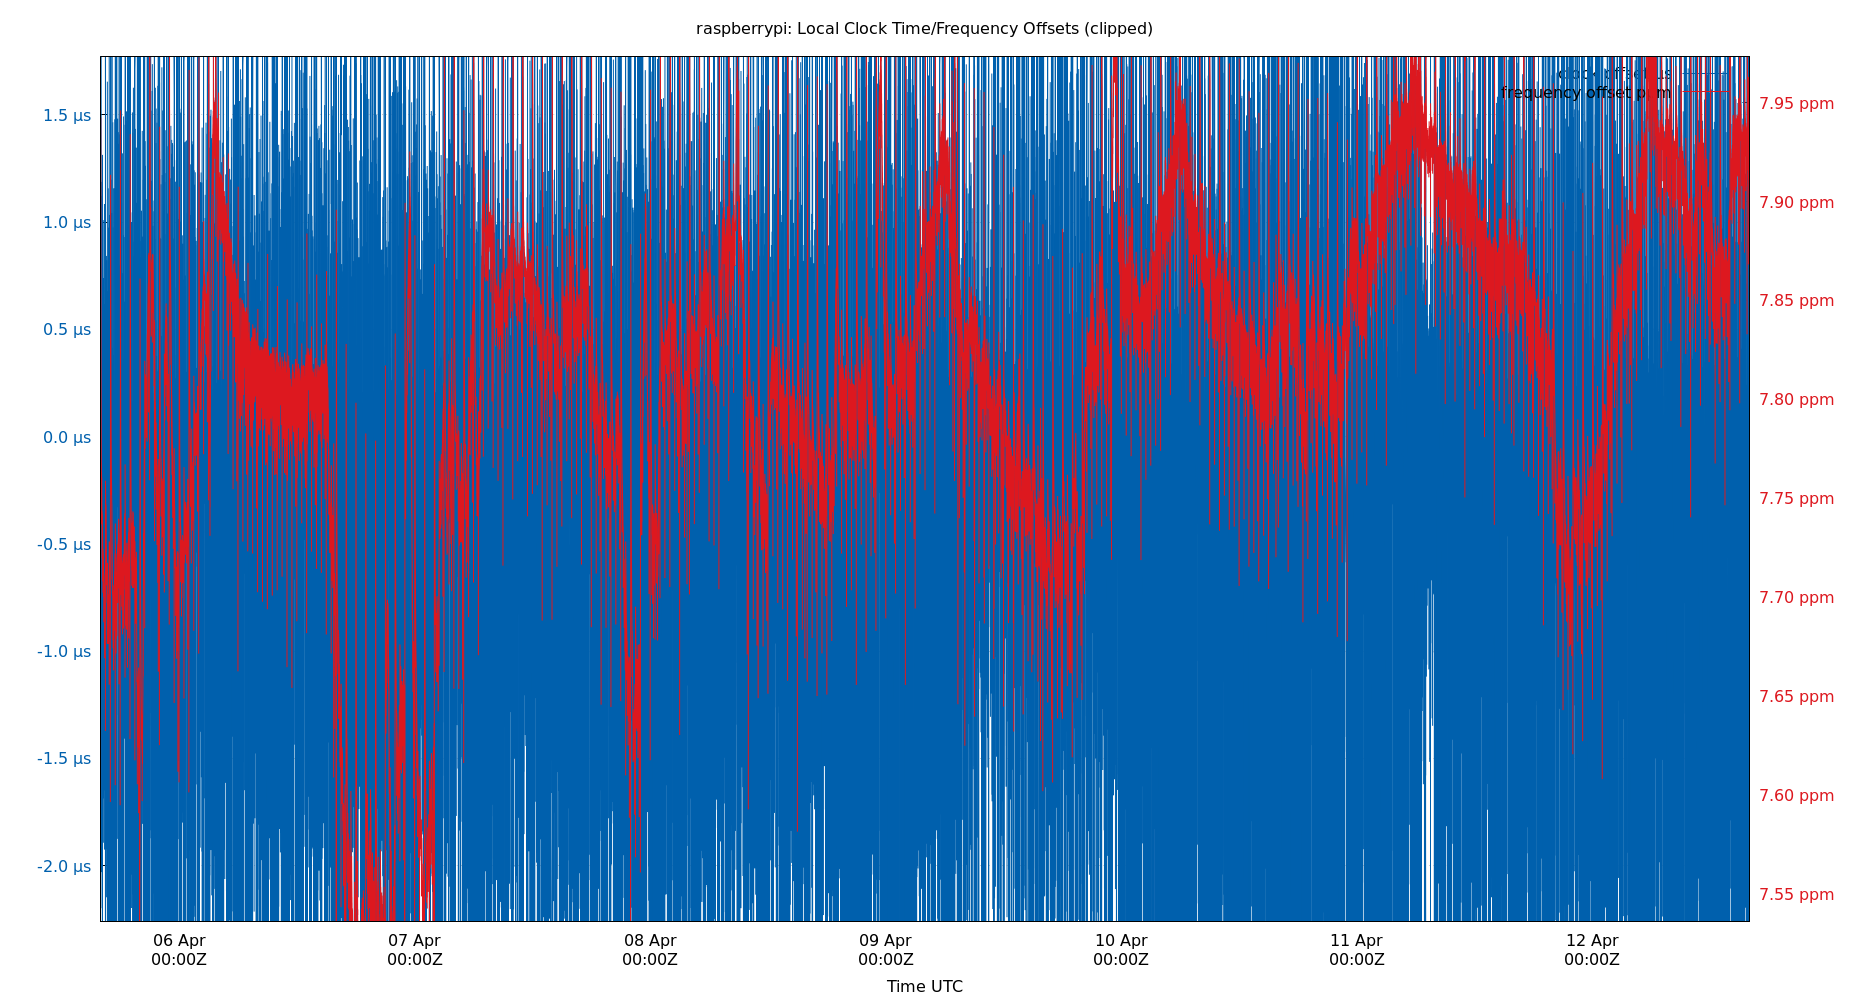 raspberrypi: Local Clock Time/Frequency Offsets (clipped)
clock offset µs
frequency offset ppm
1.5 µs
1.0 µs
0.5 µs
0.0 µs
-0.5 µs
-1.0 µs
-1.5 µs
-2.0 µs
7.95 ppm
7.90 ppm
7.85 ppm
7.80 ppm
7.75 ppm
7.70 ppm
7.65 ppm
7.60 ppm
7.55 ppm
06 Apr 07 Apr 08 Apr 09 Apr 10 Apr 11 Apr 12 Apr
00:00Z 00:00Z 00:00Z 00:00Z 00:00Z 00:00Z 00:00Z
Time UTC